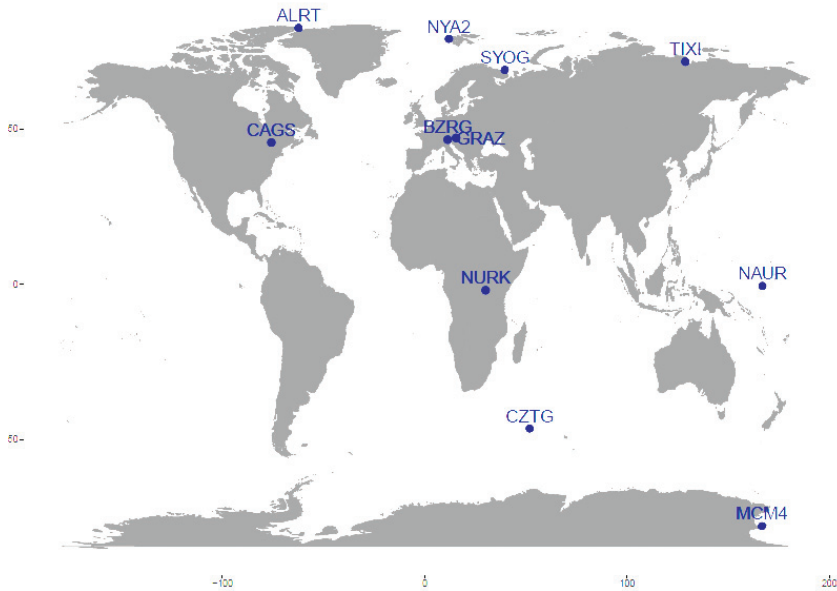 ALRT
NYA2
SYOG
TIXI
50-
CAGS
BZRG
GRAZ
0-
NURK
NAUR
50-
CZTG
MCM4
-100
0
100
200